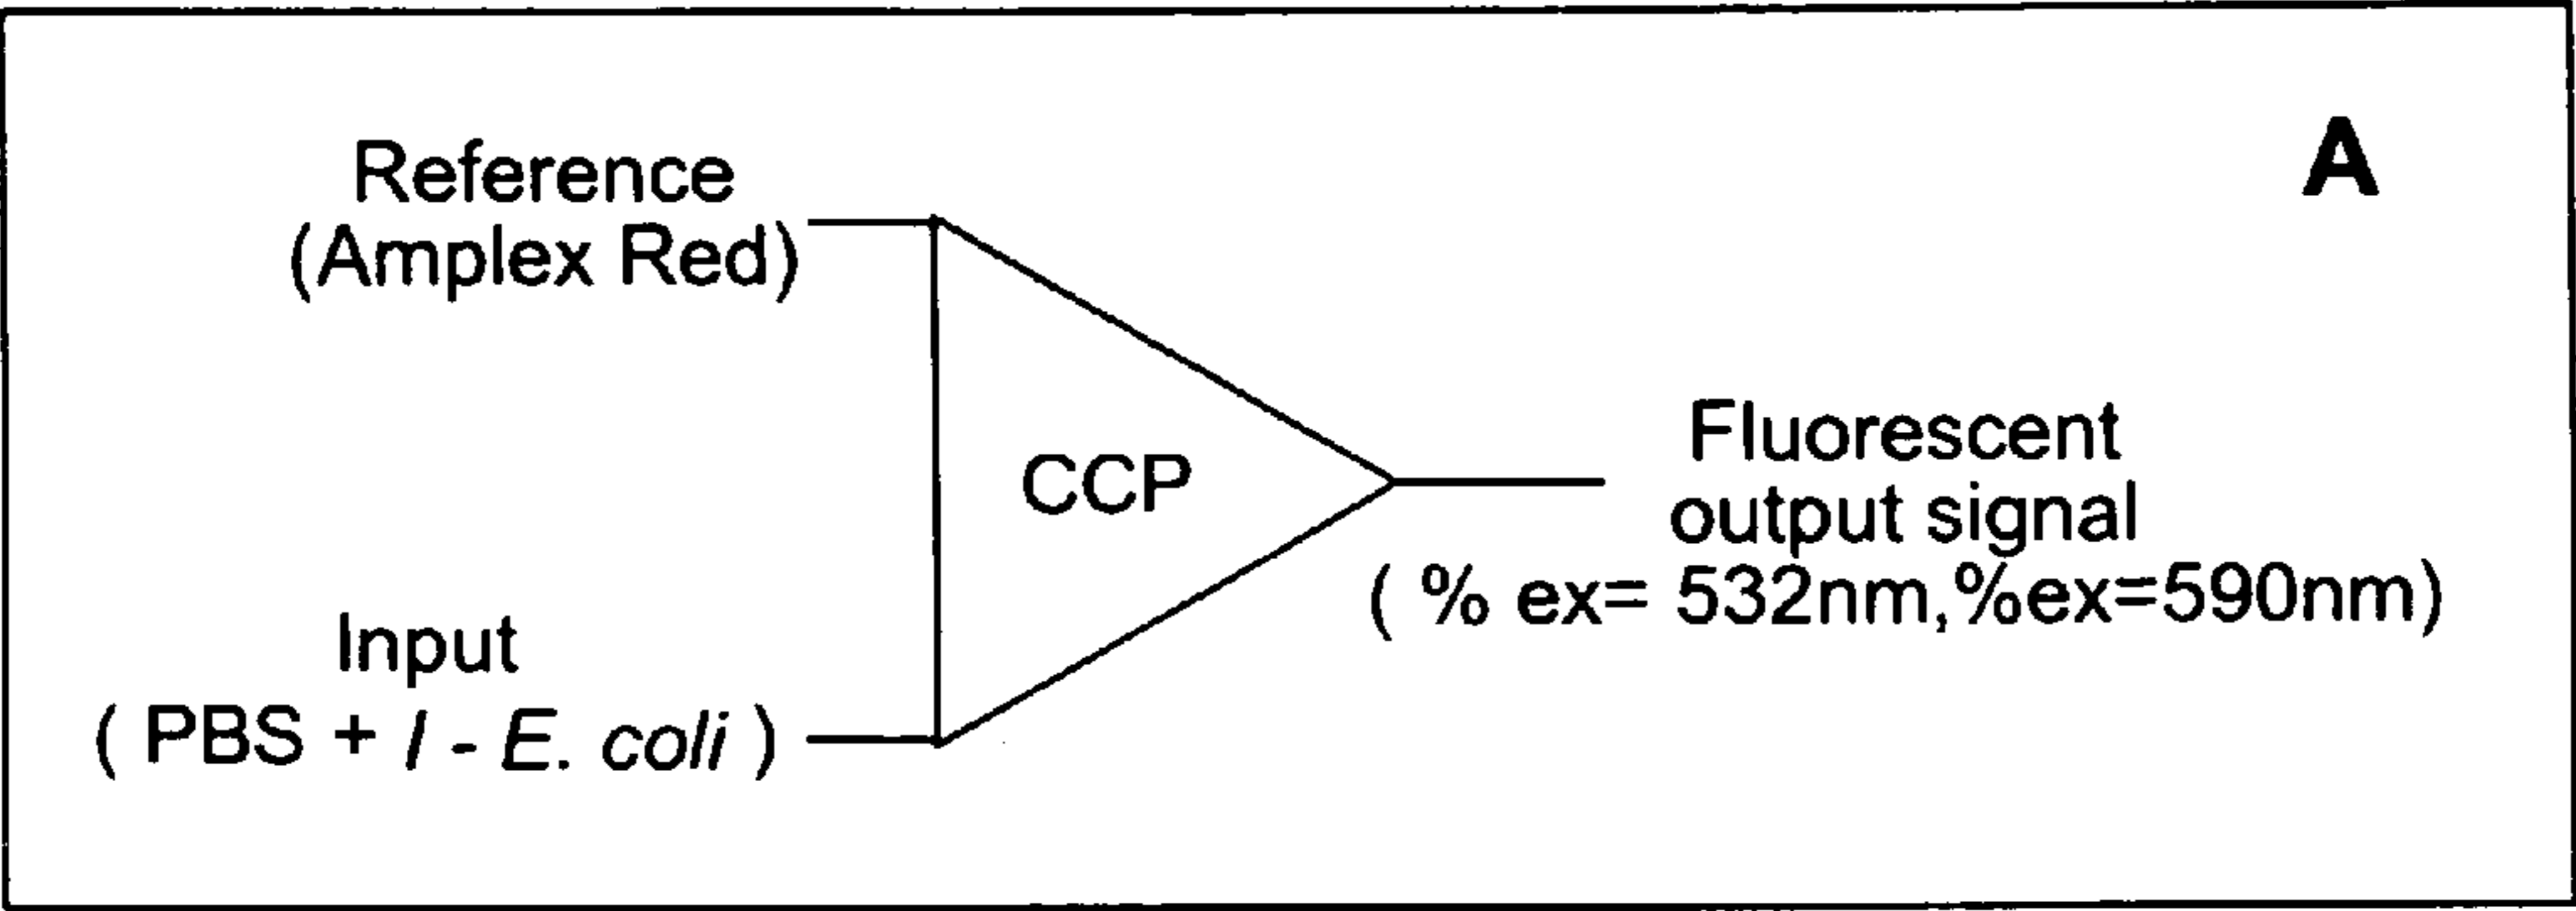 A
Reference
(Amplex Red)
CCP
Fluorescent
output signal
( % ex= 532nm,%ex=590nm)
Input
( PBS + I - E. coli )